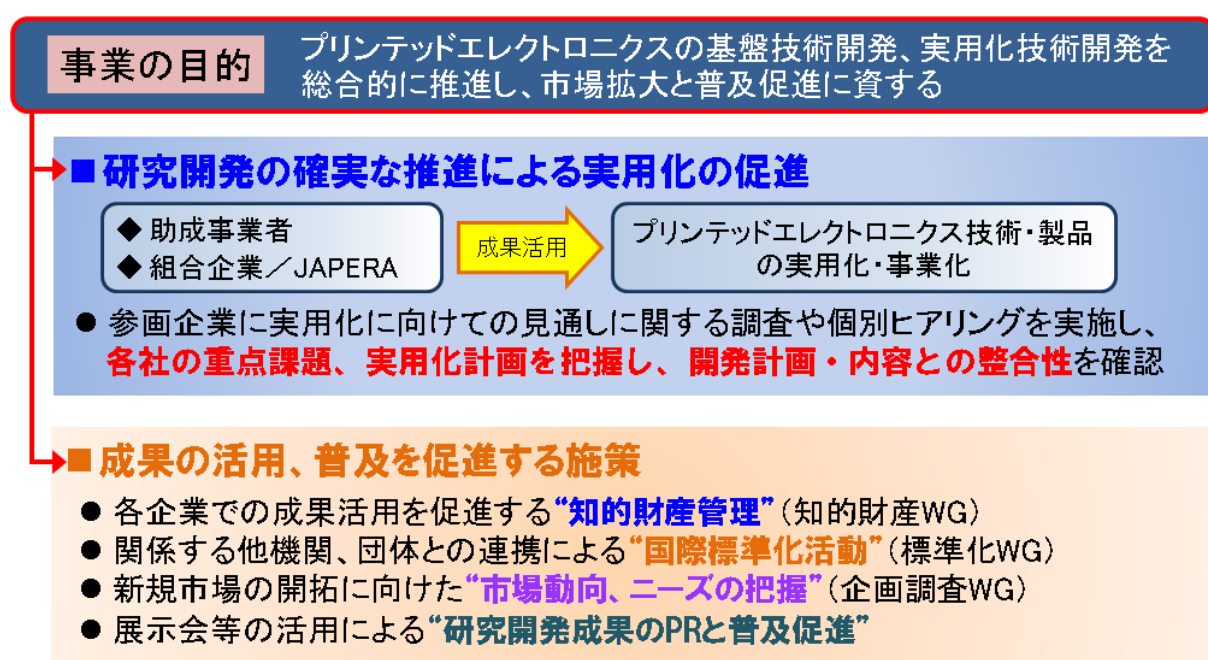 事業の目的
プリンテッドエレクトロニクスの基盤技術開発、実用化技術開発を
総合的に推進し、市場拡大と普及促進に資する
■研究開発の確実な推進による実用化の促進
◆ 助成事業者
◆ 組合企業／JAPERA
成果活用
プリンテッドエレクトロニクス技術・製品
の実用化・事業化
● 参画企業に実用化に向けての見通しに関する調査や個別ヒアリングを実施し、
各社の重点課題、実用化計画を把握し、開発計画・内容との整合性を確認
■成果の活用、普及を促進する施策
● 各企業での成果活用を促進する“知的財産管理”（知的財産WG）
● 関係する他機関、団体との連携による“国際標準化活動”（標準化WG）
● 新規市場の開拓に向けた“市場動向、ニーズの把握”（企画調査WG）
● 展示会等の活用による“研究開発成果のPRと普及促進”